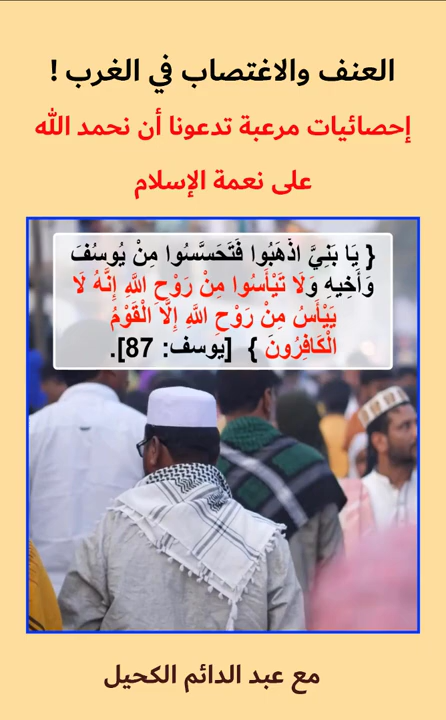 العنف والاغتصاب في الغرب !
إحصائيات مرعبة تدعونا أن نحمد الله
على نعمة الإسلام
{ يَا بَنِيَّ اذْهَبُوا فَتَحَسَّسُوا مِنْ يُوسُفَ
وَأَخِيهِ وَلَا تَيْأَسُوا مِنْ رَوْحِ اللَّهِ إِنَّهُ لَا
يَيْأَسُ مِنْ رَوْحِ اللَّهِ إِلَّا الْقَوْمُ
الْكَافِرُونَ } [يوسف: 87].
مع عبد الدائم الكحيل